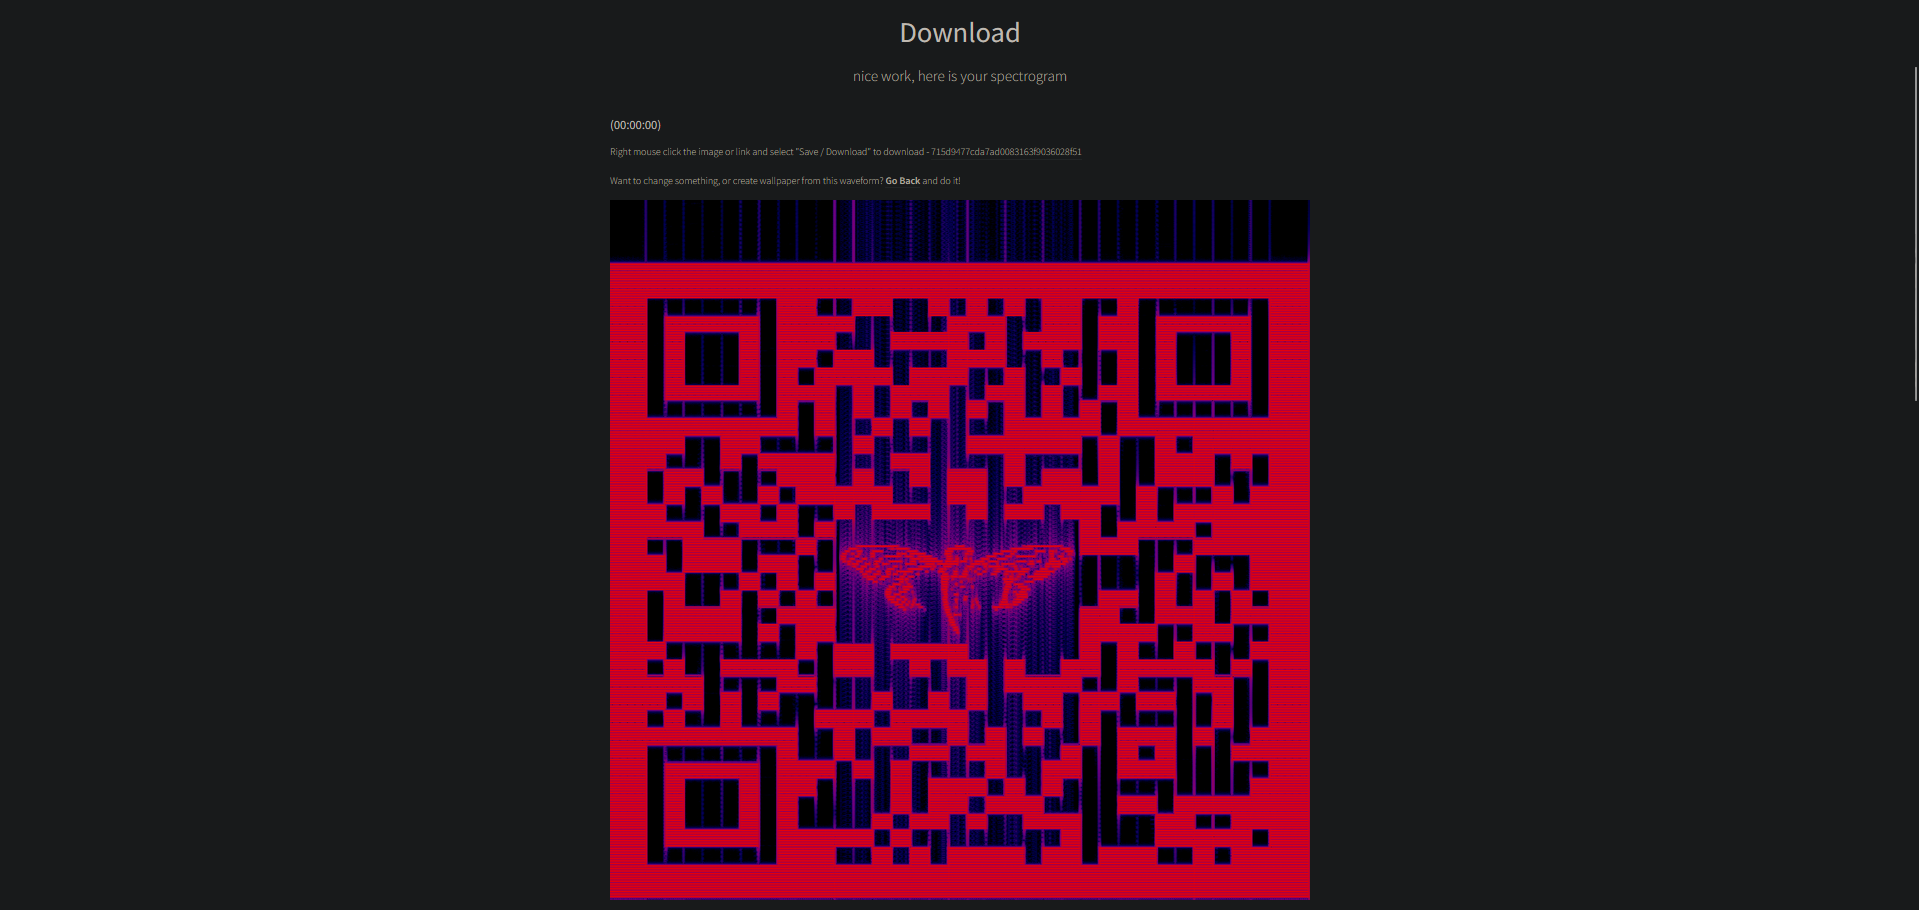 Download
nice work, here is your spectrogram
(00:00:00)
Right mouse click the image or link and select "Save / Download" to download - 715d9477cda7ad0083163f9036028f51
Want to change something, or create wallpaper from this waveform? Go Back and do it!